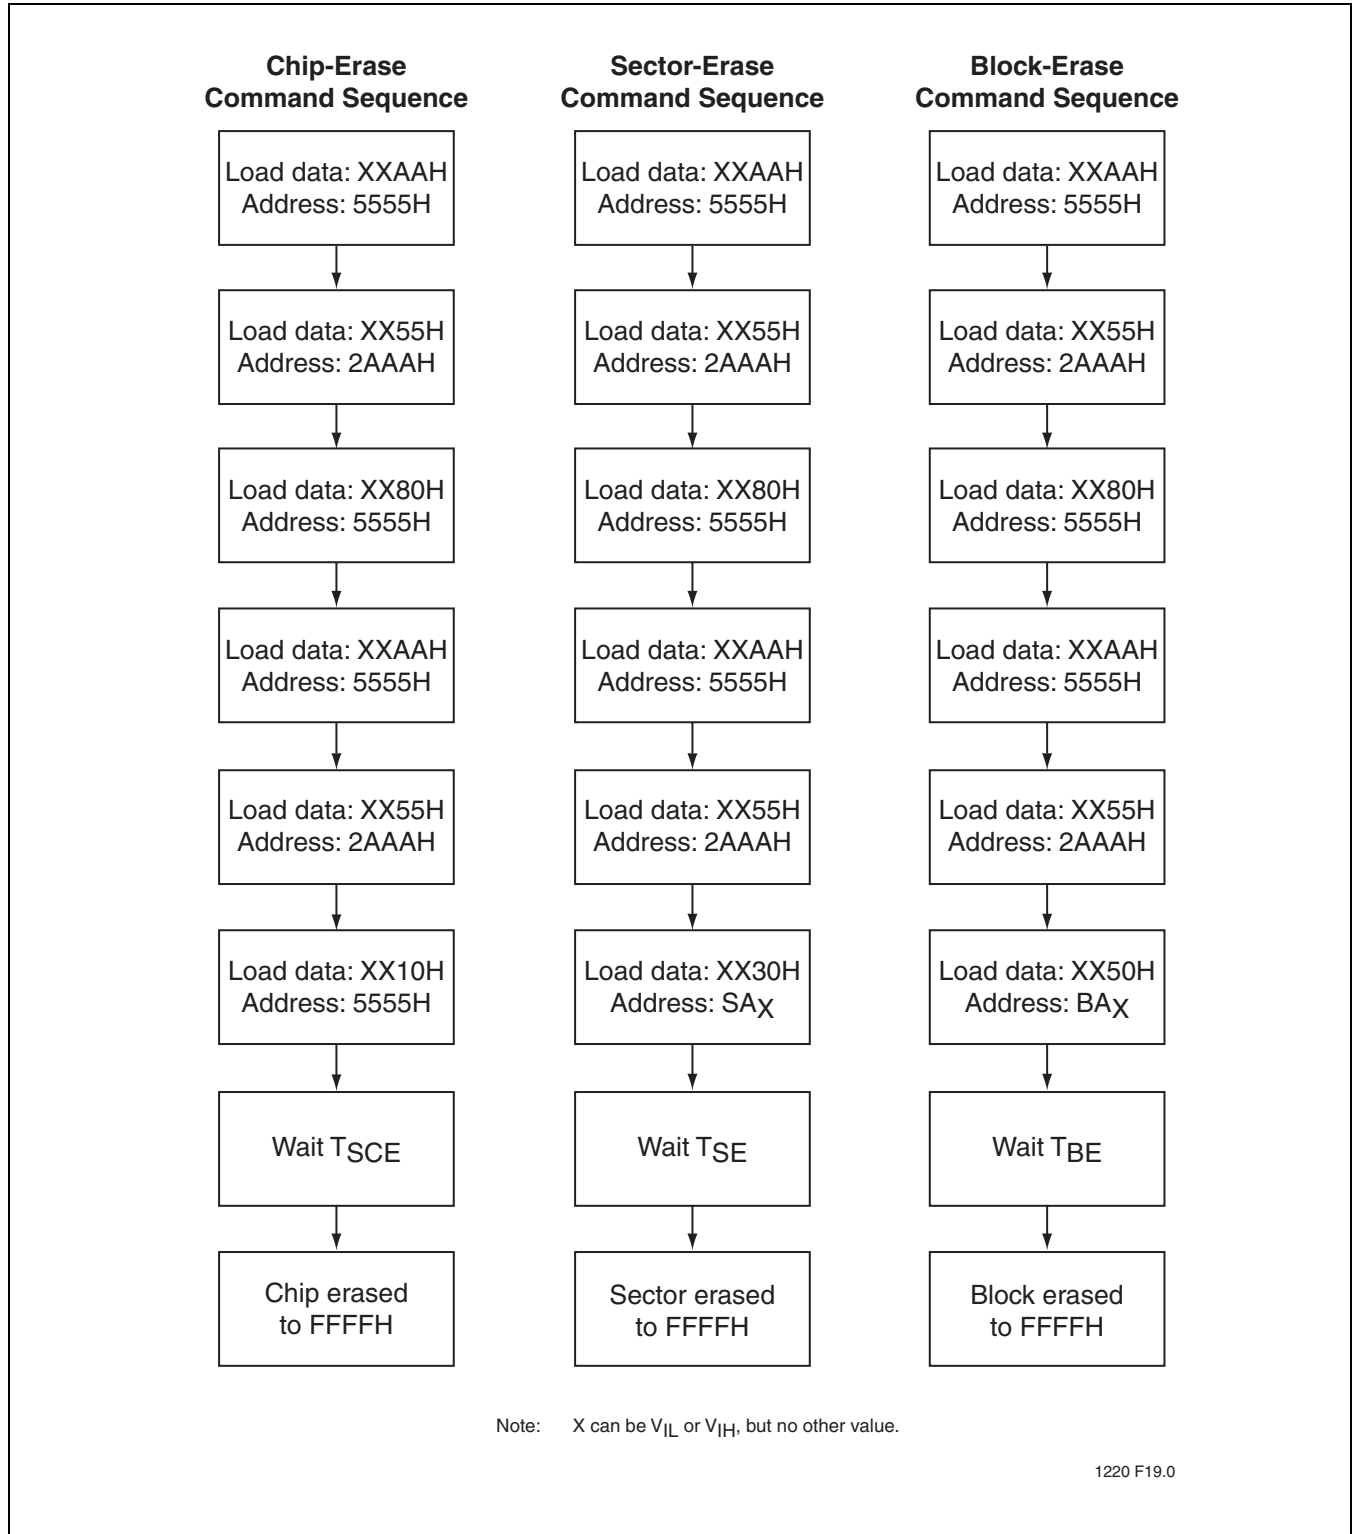 Chip-Erase
Command Sequence
Load data: XXAAH
Address: 5555H
Load data: XX55H
Address: 2AAAH
Load data: XX80H
Address: 5555H
Load data: XXAAH
Address: 5555H
Load data: XX55H
Address: 2AAAH
Load data: XX10H
Address: 5555H
Wait TSCE
Chip erased
to FFFFH
Sector-Erase
Command Sequence
Load data: XXAAH
Address: 5555H
Load data: XX55H
Address: 2AAAH
Load data: XX80H
Address: 5555H
Load data: XXAAH
Address: 5555H
Load data: XX55H
Address: 2AAAH
Load data: XX30H
Address: SAX
Wait TSE
Sector erased
to FFFFH
Block-Erase
Command Sequence
Load data: XXAAH
Address: 5555H
Load data: XX55H
Address: 2AAAH
Load data: XX80H
Address: 5555H
Load data: XXAAH
Address: 5555H
Load data: XX55H
Address: 2AAAH
Load data: XX50H
Address: BAX
Wait TBE
Block erased
to FFFFH
Note: X can be VIL or VIH, but no other value.
1220 F19.0